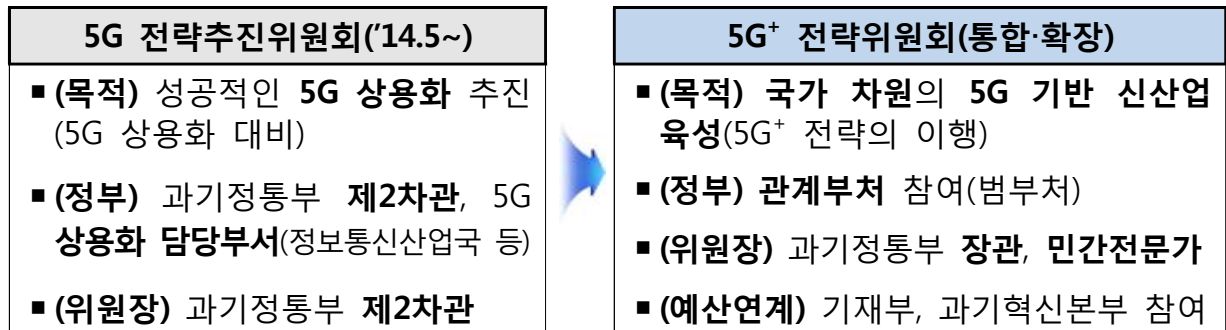 5G 전략추진위원회('14.5~)
▪ (목적) 성공적인 5G 상용화 추진
(5G 상용화 대비)
▪ (정부) 과기정통부 제2차관, 5G
상용화 담당부서(정보통신산업국 등)
▪ (위원장) 과기정통부 제2차관
5G⁺ 전략위원회(통합·확장)
▪ (목적) 국가 차원의 5G 기반 신산업
육성(5G⁺ 전략의 이행)
▪ (정부) 관계부처 참여(범부처)
▪ (위원장) 과기정통부 장관, 민간전문가
▪ (예산연계) 기재부, 과기혁신본부 참여